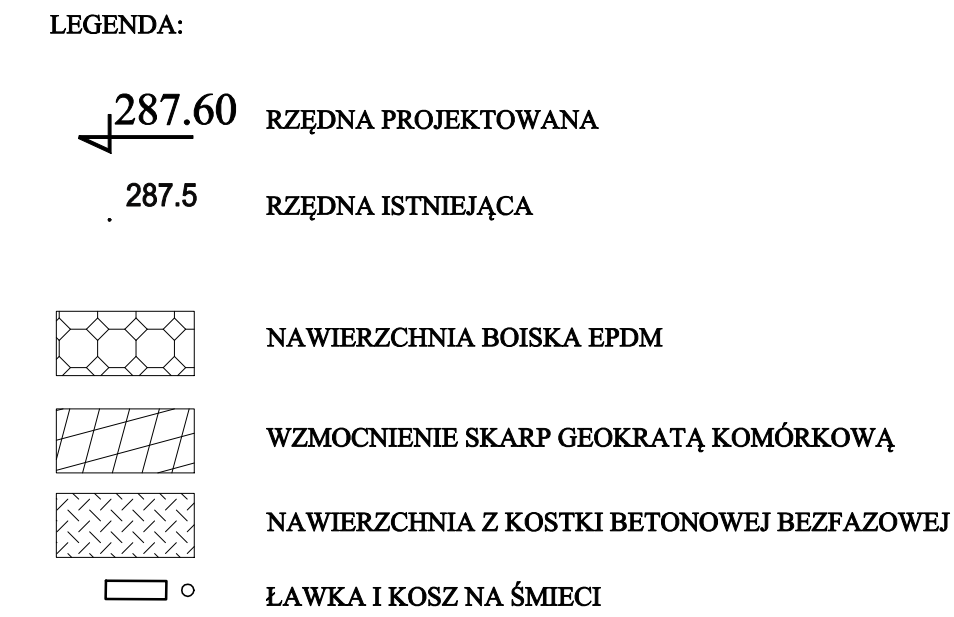 LEGENDA:
287.60 RZĘDNA PROJEKTOWANA
287.5 RZĘDNA ISTNIEJĄCA
NAWIERZCHNIA BOISKA EPDM
WZMOCNIENIE SKARP GEOKRATĄ KOMÓRKOWĄ
NAWIERZCHNIA Z KOSTKI BETONOWEJ BEZFAZOWEJ
ŁAWKA I KOSZ NA ŚMIECI